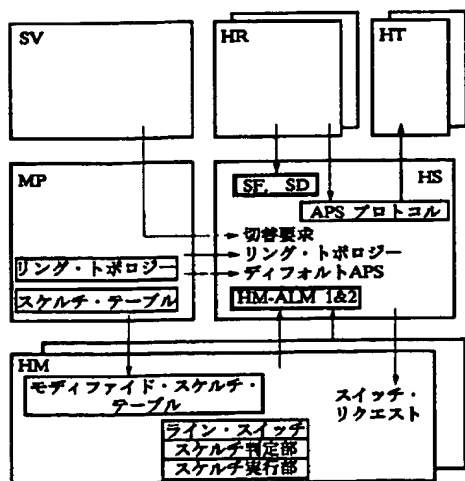 SV
HR
HT
MP
HS
SF, SD
APS プロトコル
切替要求
リング・トポロジー
ディフォルトAPS
リング・トポロジー
スケルチ・テーブル
HM-ALM 1&2
HM
モディファイド・スケルチ・
テーブル
スイッチ・
リクエスト
ライン・スイッチ
スケルチ判定部
スケルチ実行部